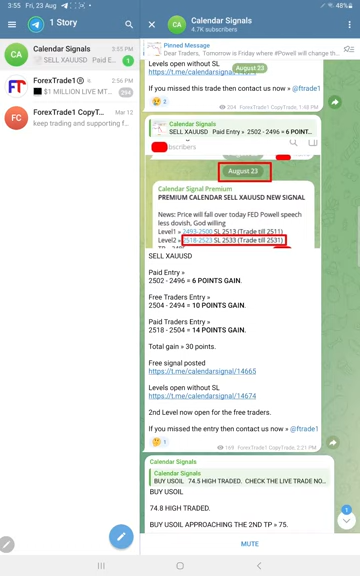 3:55 Fri, 23 Aug
81%
1 Story
Calendar Signals
3:55 PM
SELL XAUUSD Paid E...
1
ForexTrade1
2:56 PM
$1 MILLION LIVE MT...
294
ForexTrade1 CopyT...
Mar 12
keep trading and supporting f...
CA
FC
CA
Calendar Signals
4.7K subscribers
Pinned Message
Dear Traders, Tomorrow is Friday where #Powell will change th...
Levels open without SL
https://t.me/calendarsignal/14273
August 23
If you missed this trade then contact us now » @ftrade1
2
204 ForexTrade1 CopyTrade, 1:48 PM
Calendar Signals
SELL XAUUSD Paid Entry » 2502 - 2496 = 6 POINT...
bscribers
August 23
Calendar Signal Premium
PREMIUM CALENDAR SELL XAUUSD NEW SIGNAL
News: Price will fall over today FED Powell speech
less dovish, God willing
Level1 » 2493-2500 SL 2513 (Trade till 2511)
Level2 » 2518-2523 SL 2533 (Trade till 2531)
SELL XAUUSD
Paid Entry »
2502 - 2496 = 6 POINTS GAIN.
Free Traders Entry »
2504 - 2494 = 10 POINTS GAIN.
Paid Traders Entry »
2518 - 2504 = 14 POINTS GAIN.
Total gain » 30 points.
Free signal posted
https://t.me/calendarsignal/14665
Levels open without SL
https://t.me/calendarsignal/14674
2nd Level now open for the free traders.
If you missed the entry then contact us now » @ftrade1
1
169 ForexTrade1 CopyTrade, 2:21 PM
Calendar Signals
Calendar Signals
BUY USOIL 74.5 HIGH TRADED. CHECK THE LIVE TRADE NO...
BUY USOIL
74.8 HIGH TRADED.
BUY USOIL APPROACHING THE 2ND TP » 75.
1
MUTE